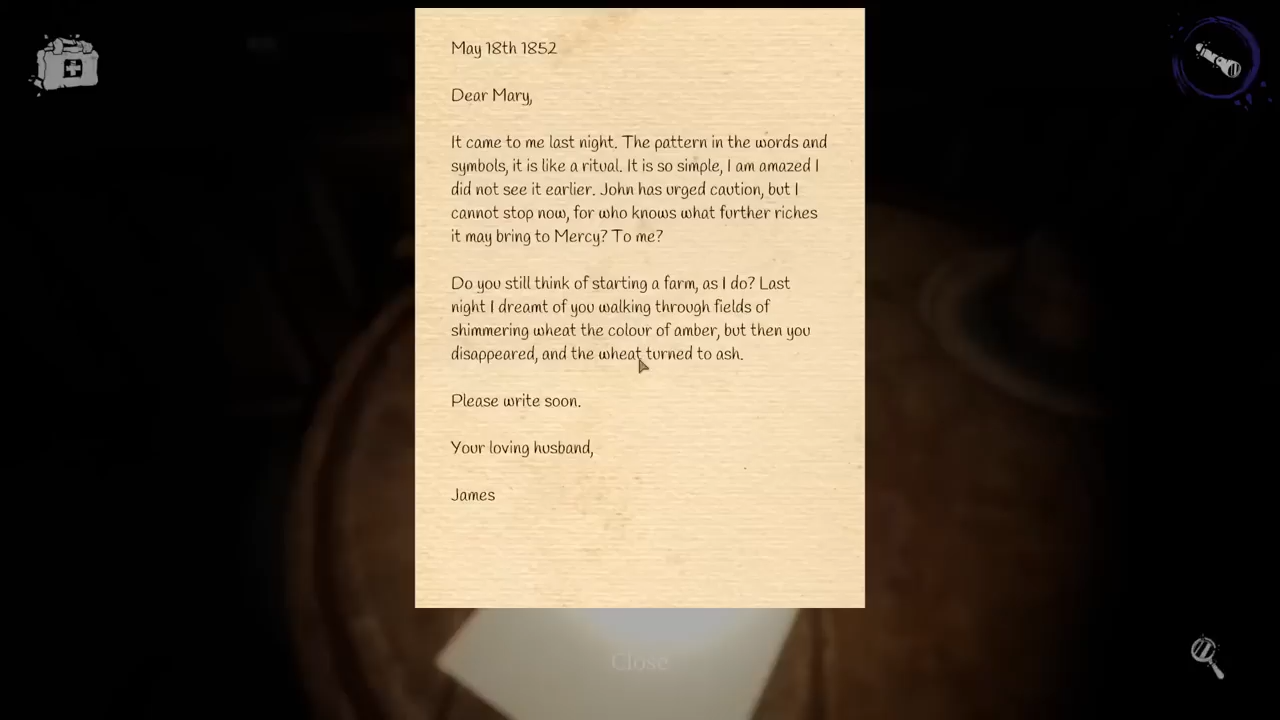 May 18th 1852
Dear Mary,
It came to me last night. The pattern in the words and
symbols, it is like a ritual. It is so simple, I am amazed I
did not see it earlier. John has urged caution, but I
cannot stop now, for who knows what further riches
it may bring to Mercy? To me?
Do you still think of starting a farm, as I do? Last
night I dreamt of you walking through fields of
shimmering wheat the colour of amber, but then you
disappeared, and the wheat turned to ash.
Please write soon.
Your loving husband,
James
Close